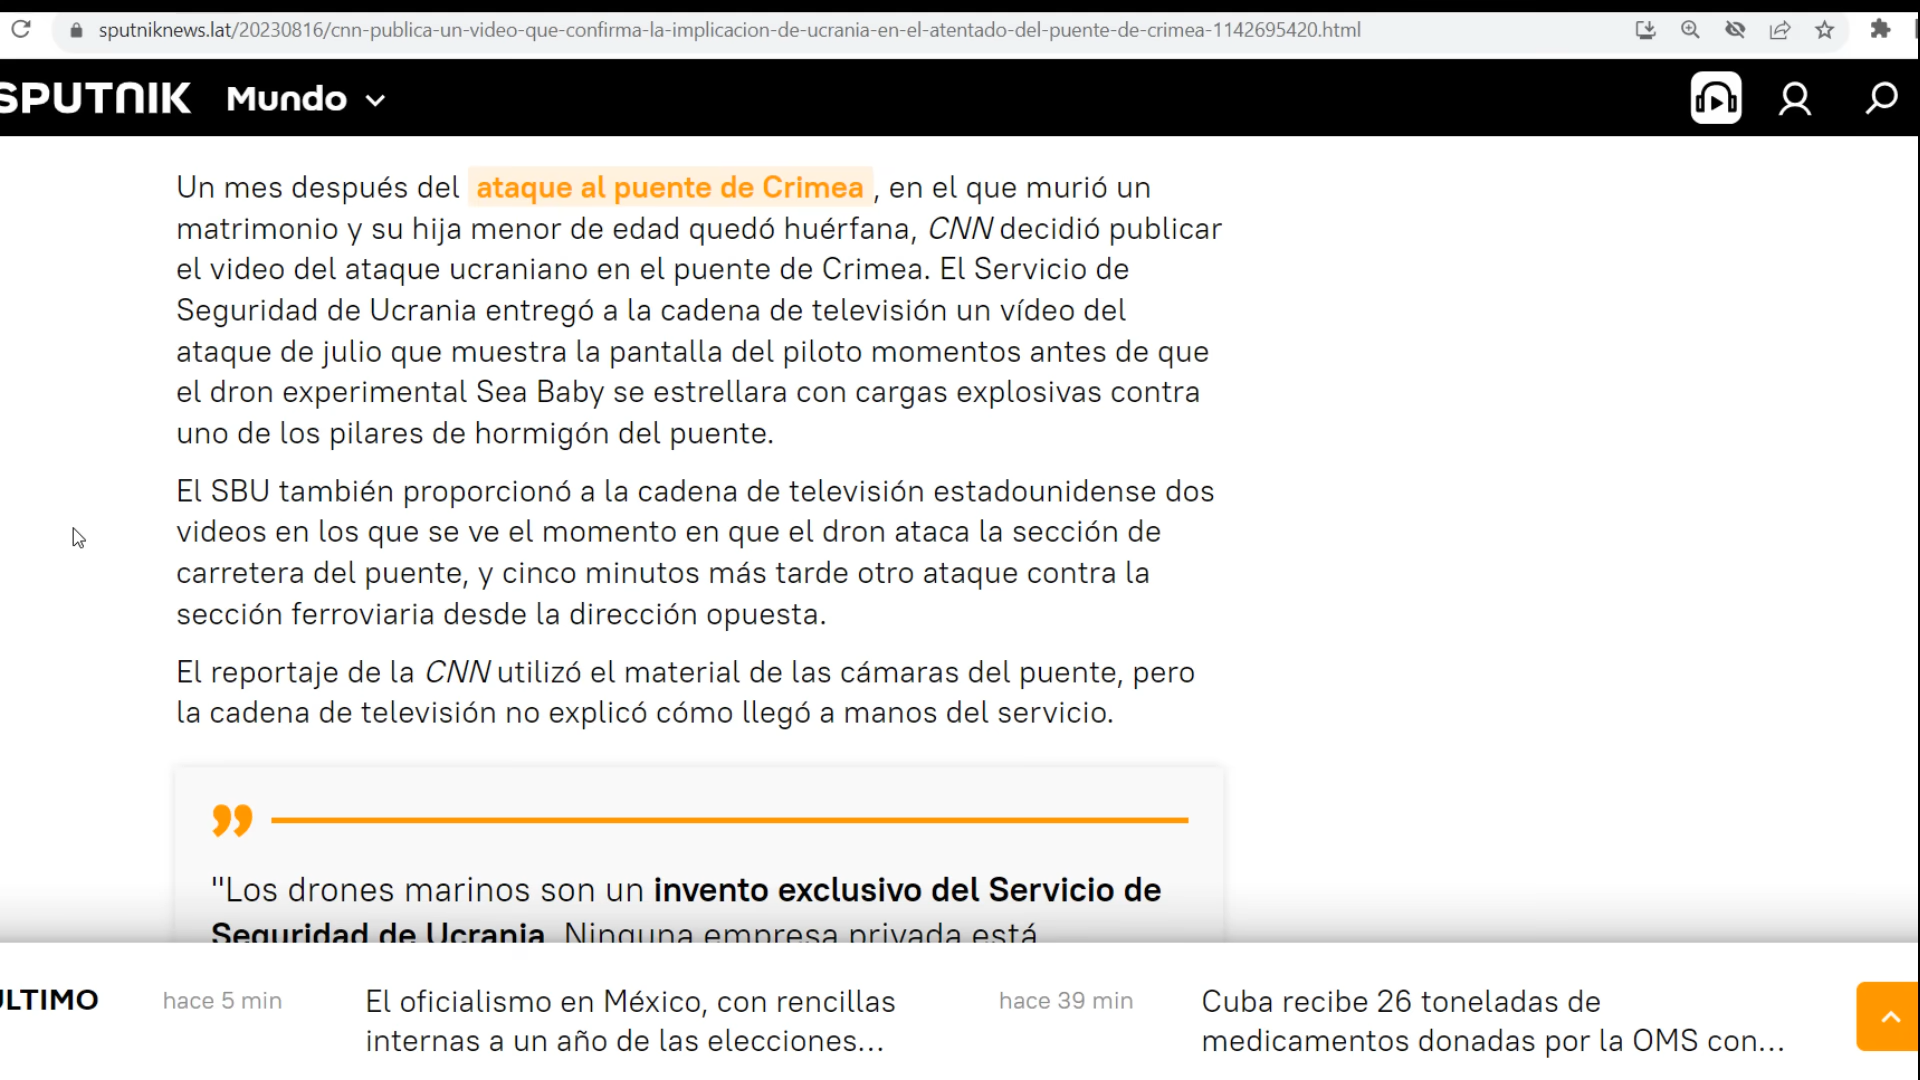 sputniknews.lat/20230816/cnn-publica-un-video-que-confirma-la-implicacion-de-ucrania-en-el-atentado-del-puente-de-crimea-1142695420.html
SPUTNIK Mundo
Un mes después del ataque al puente de Crimea, en el que murió un
matrimonio y su hija menor de edad quedó huérfana, CNN decidió publicar
el video del ataque ucraniano en el puente de Crimea. El Servicio de
Seguridad de Ucrania entregó a la cadena de televisión un vídeo del
ataque de julio que muestra la pantalla del piloto momentos antes de que
el dron experimental Sea Baby se estrellara con cargas explosivas contra
uno de los pilares de hormigón del puente.
El SBU también proporcionó a la cadena de televisión estadounidense dos
videos en los que se ve el momento en que el dron ataca la sección de
carretera del puente, y cinco minutos más tarde otro ataque contra la
sección ferroviaria desde la dirección opuesta.
El reportaje de la CNN utilizó el material de las cámaras del puente, pero
la cadena de televisión no explicó cómo llegó a manos del servicio.
"Los drones marinos son un invento exclusivo del Servicio de
Seguridad de Ucrania. Ninguna empresa privada está
ÚLTIMO
hace 5 min
El oficialismo en México, con rencillas
internas a un año de las elecciones...
hace 39 min
Cuba recibe 26 toneladas de
medicamentos donadas por la OMS con...